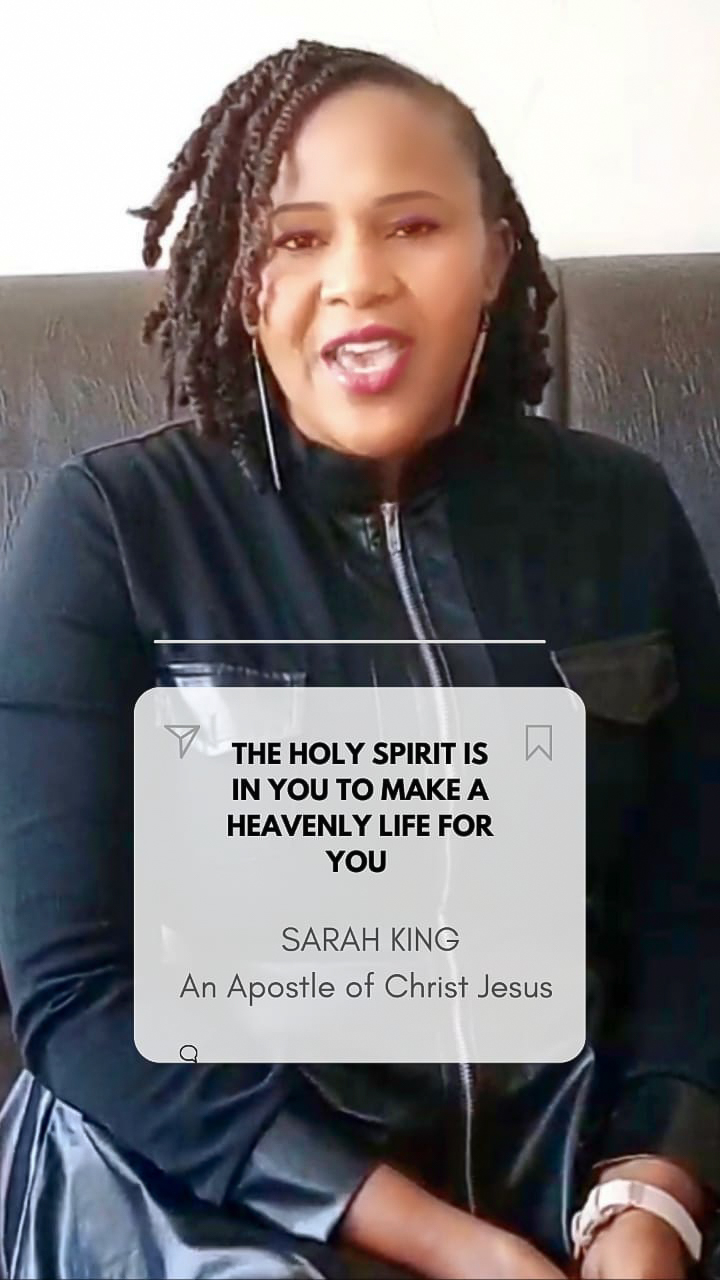 THE HOLY SPIRIT IS
IN YOU TO MAKE A
HEAVENLY LIFE FOR
YOU
SARAH KING
An Apostle of Christ Jesus